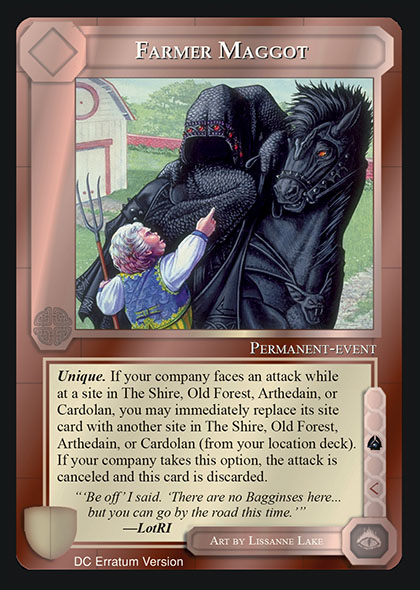 Farmer Maggot
Permanent-event
Unique. If your company faces an attack while
at a site in The Shire, Old Forest, Arthedain, or
Cardolan, you may immediately replace its site
card with another site in The Shire, Old Forest,
Arthedain, or Cardolan (from your location deck).
If your company takes this option, the attack is
canceled and this card is discarded.
“‘Be off’ I said. ‘There are no Bagginses here...
but you can go by the road this time.’”
—LotRI
Art by Lissanne Lake
DC Erratum Version